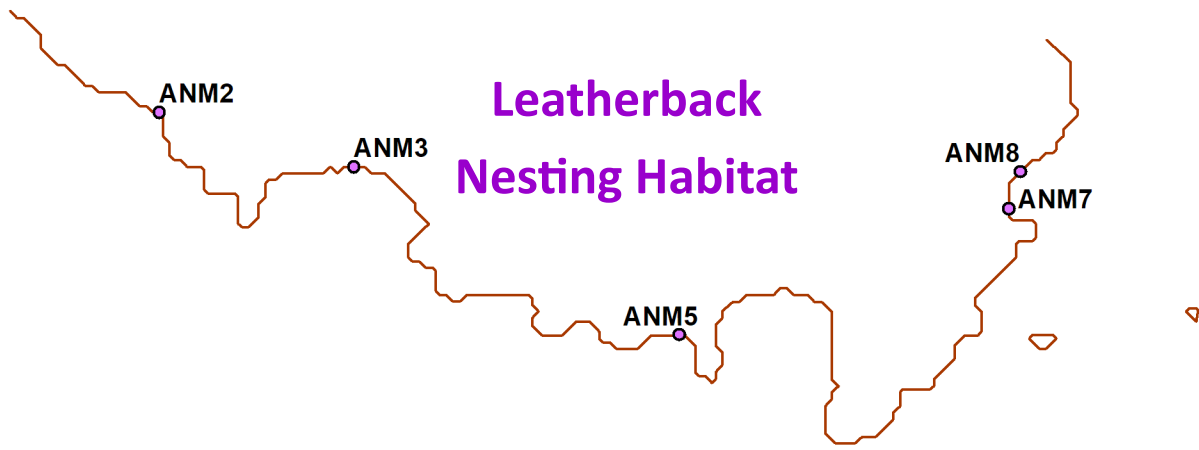 Leatherback
Nesting Habitat
ANM2
ANM3
ANM5
ANM8
ANM7